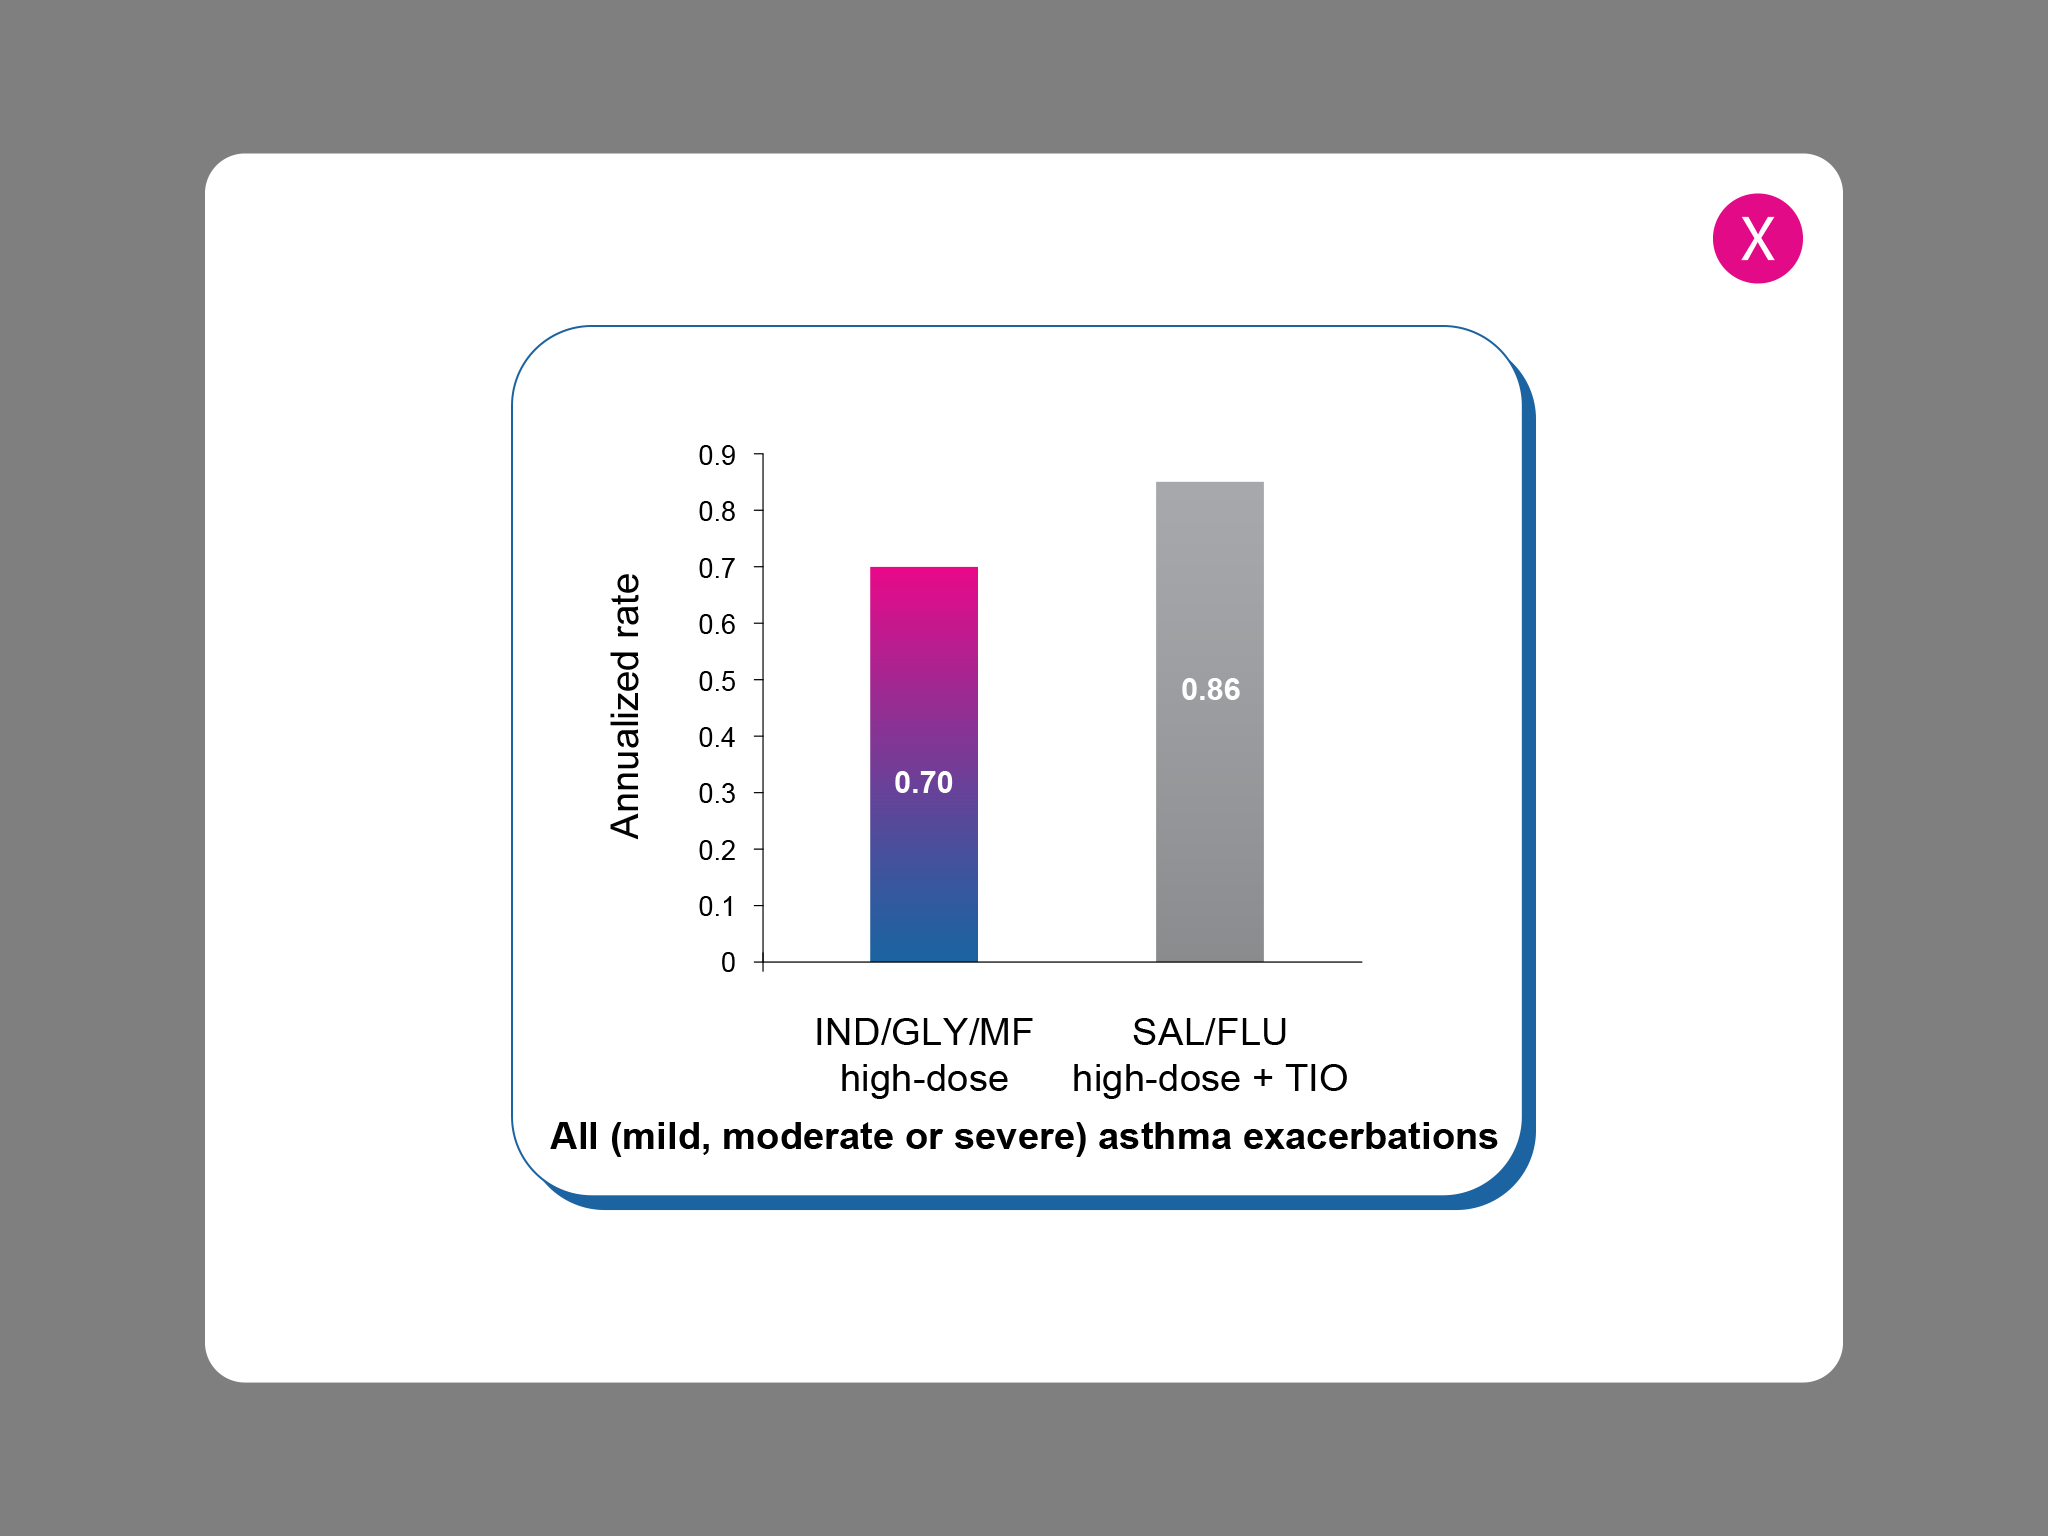 X
0.9
0.8
0.7
0.6
0.5
0.4
0.3
0.2
0.1
0
Annualized rate
0.70
0.86
IND/GLY/MF
high-dose
SAL/FLU
high-dose + TIO
All (mild, moderate or severe) asthma exacerbations